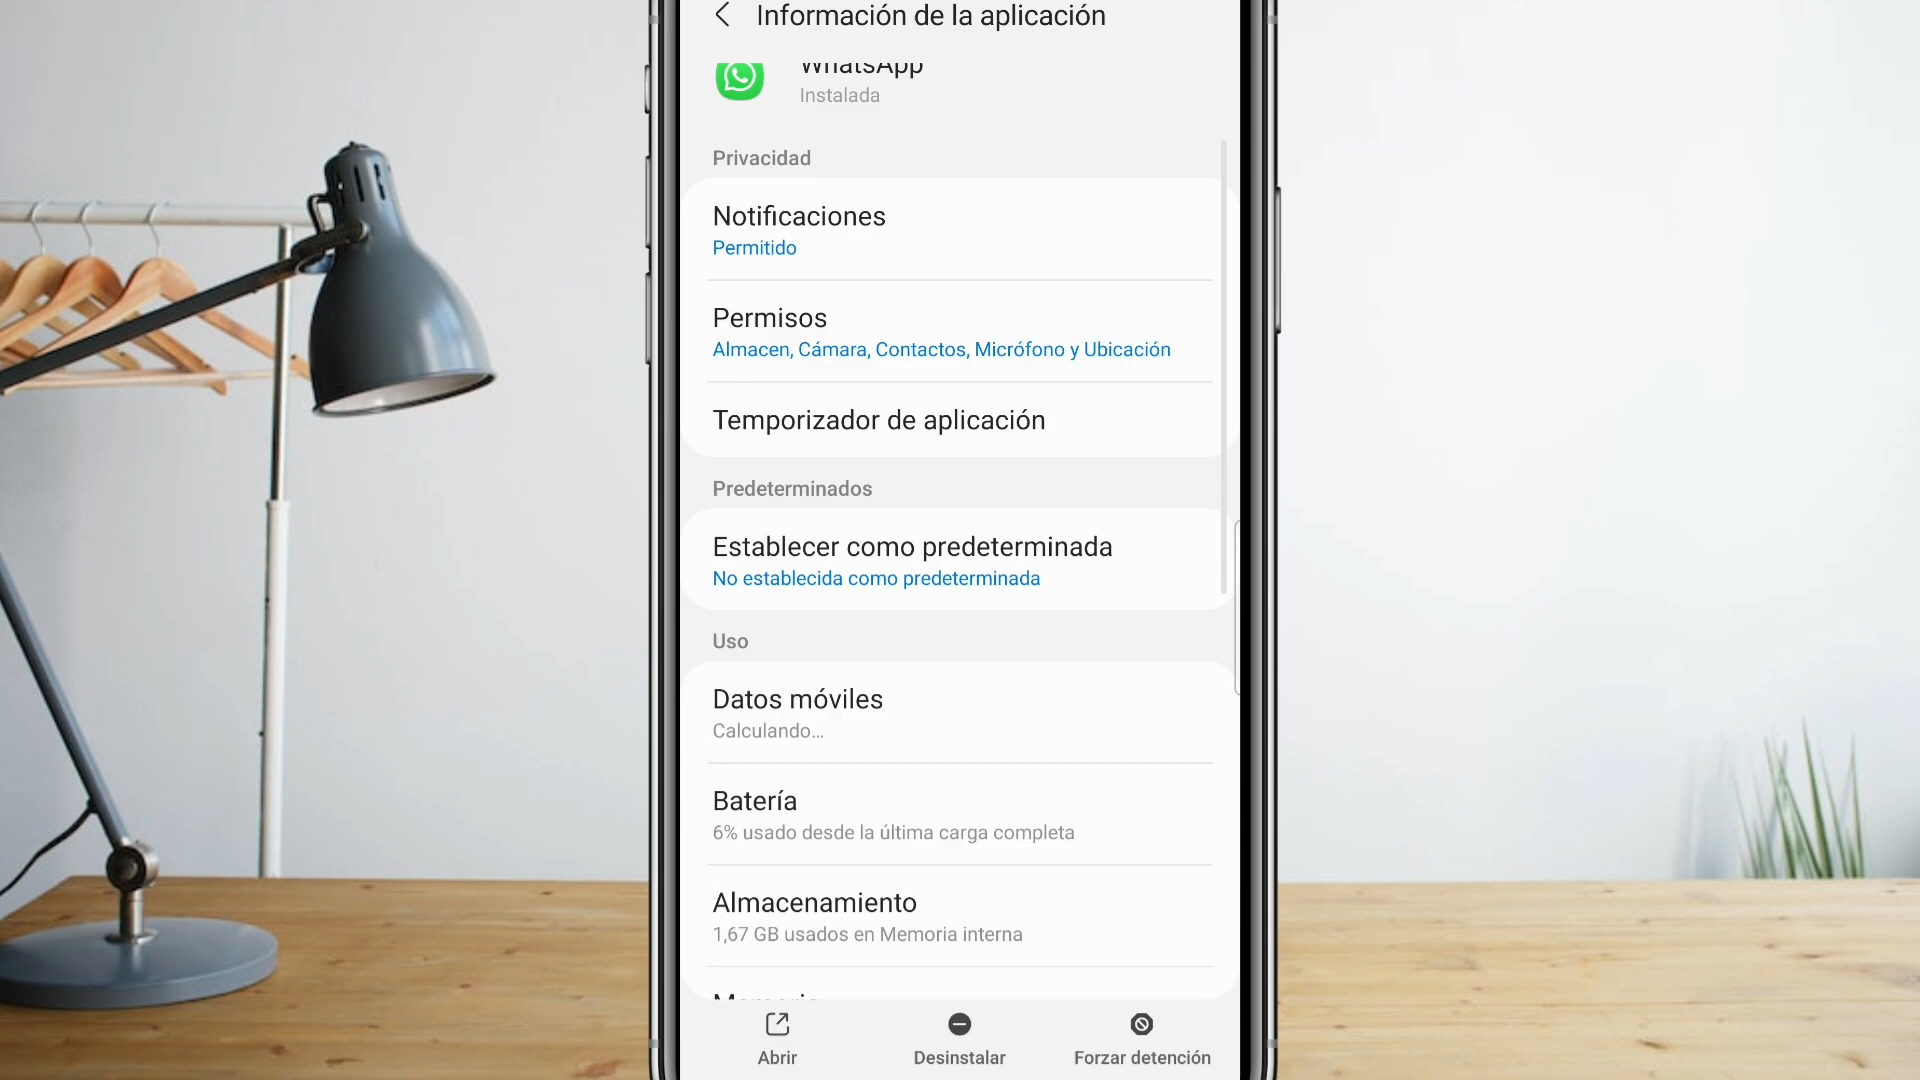 Información de la aplicación
WhatsApp
Instalada
Privacidad
Notificaciones
Permitido
Permisos
Almacen, Cámara, Contactos, Micrófono y Ubicación
Temporizador de aplicación
Predeterminados
Establecer como predeterminada
No establecida como predeterminada
Uso
Datos móviles
Calculando...
Batería
6% usado desde la última carga completa
Almacenamiento
1,67 GB usados en Memoria interna
Memoria
Abrir
Desinstalar
Forzar detención